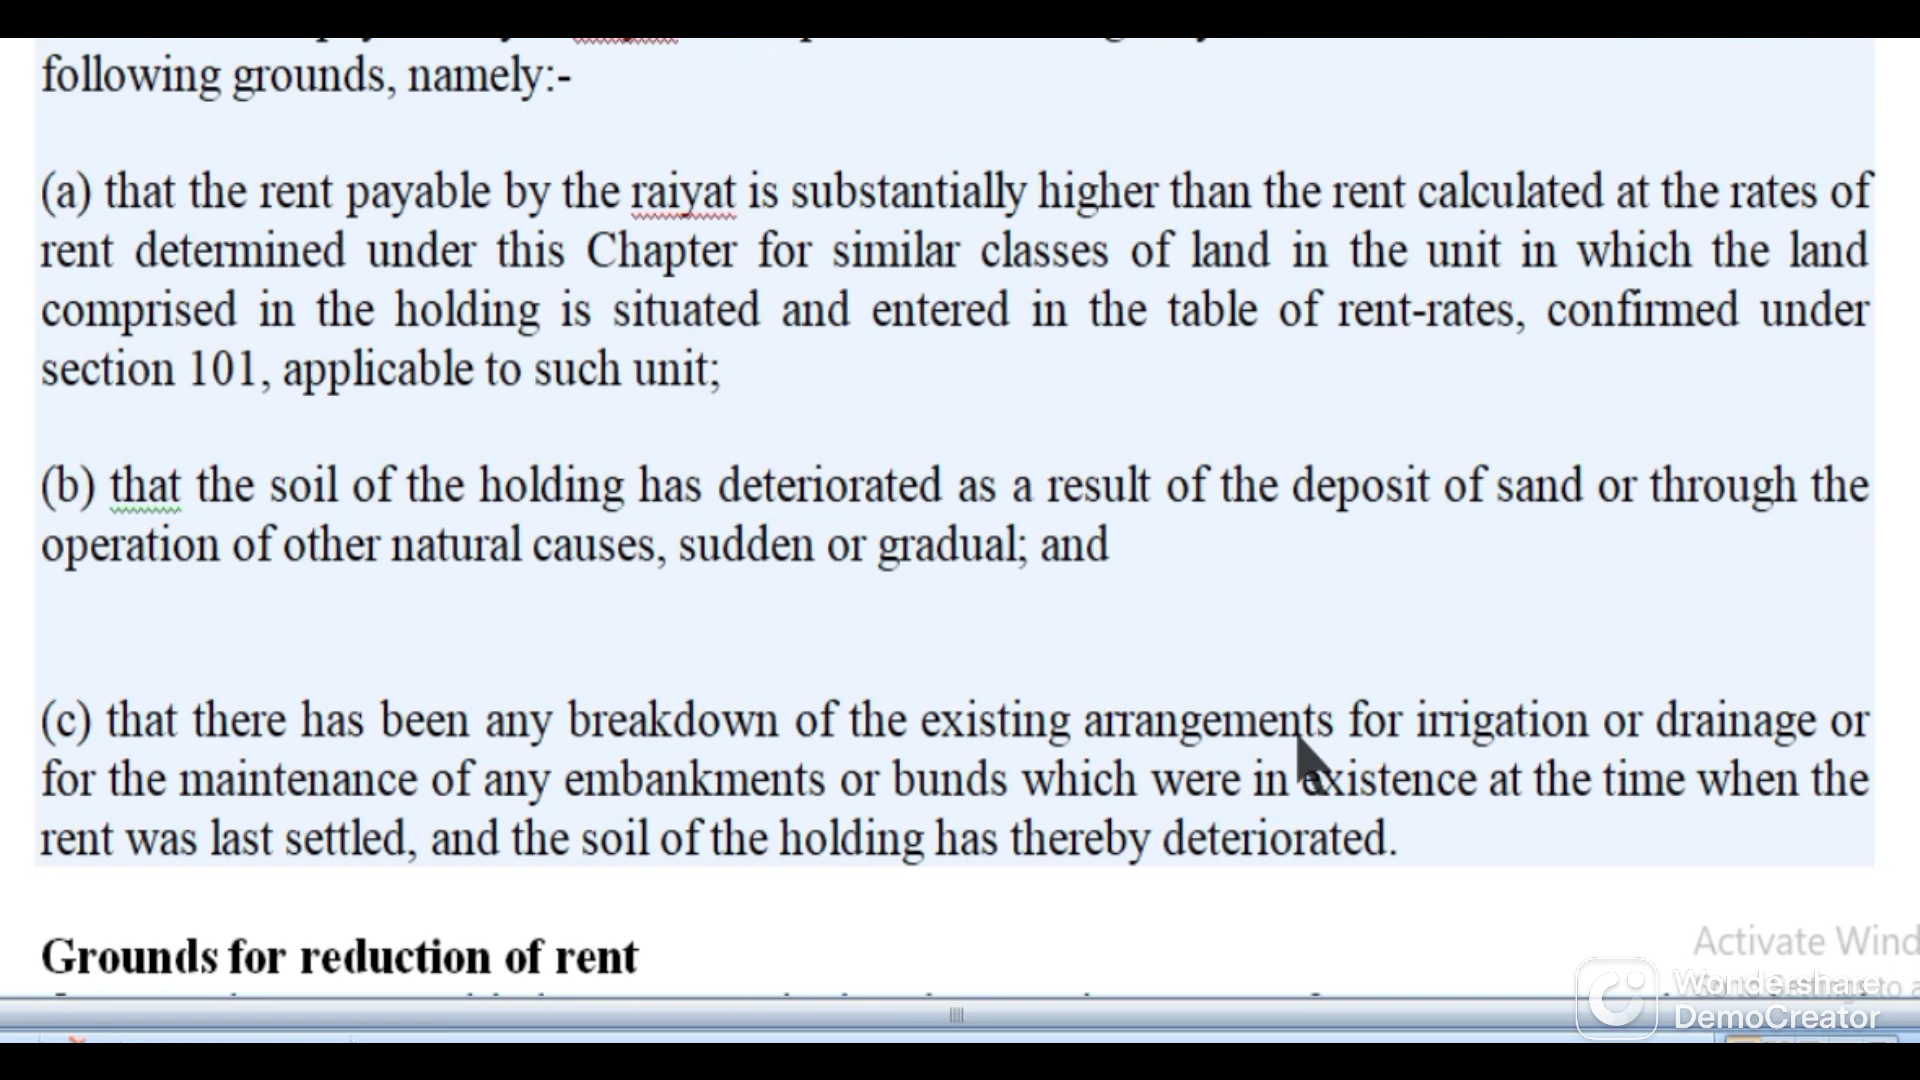 following grounds, namely:-
(a) that the rent payable by the raiyat is substantially higher than the rent calculated at the rates of
rent determined under this Chapter for similar classes of land in the unit in which the land
comprised in the holding is situated and entered in the table of rent-rates, confirmed under
section 101, applicable to such unit;
(b) that the soil of the holding has deteriorated as a result of the deposit of sand or through the
operation of other natural causes, sudden or gradual; and
(c) that there has been any breakdown of the existing arrangements for irrigation or drainage or
for the maintenance of any embankments or bunds which were in existence at the time when the
rent was last settled, and the soil of the holding has thereby deteriorated.
Grounds for reduction of rent
Activate Wind
Wondershare
DemoCreator